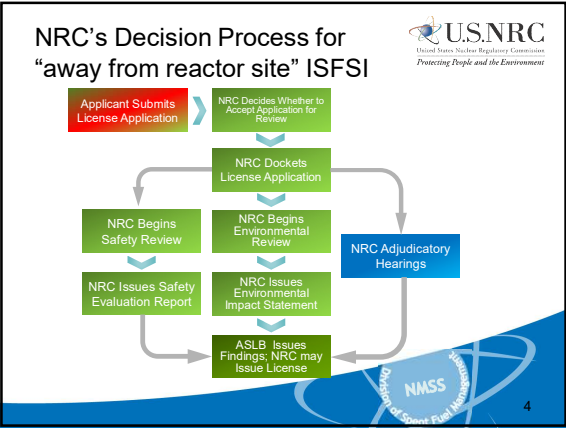 NRC's Decision Process for
"away from reactor site" ISFSI
U.S.NRC
United States Nuclear Regulatory Commission
Protecting People and the Environment
Applicant Submits
License Application
NRC Decides Whether to
Accept Application for
Review
NRC Dockets
License Application
NRC Begins
Safety Review
NRC Begins
Environmental
Review
NRC Adjudicatory
Hearings
NRC Issues Safety
Evaluation Report
NRC Issues
Environmental
Impact Statement
ASLB Issues
Findings; NRC may
Issue License
NMSS
Division of Spent Fuel Management
4